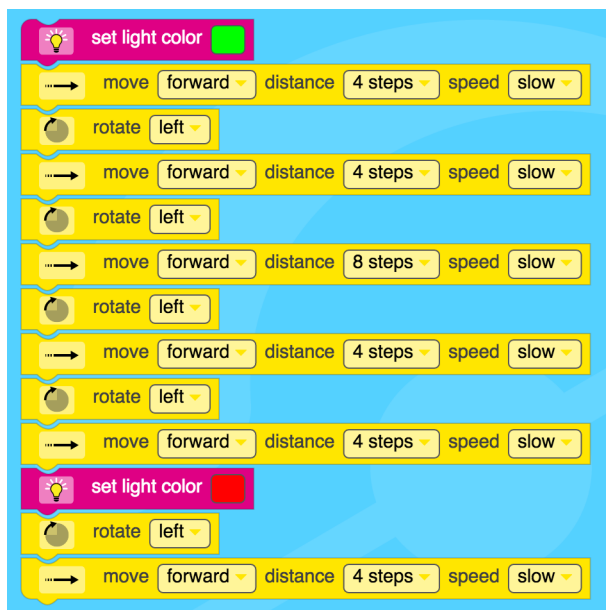 set light color
move forward distance 4 steps speed slow
rotate left
move forward distance 4 steps speed slow
rotate left
move forward distance 8 steps speed slow
rotate left
move forward distance 4 steps speed slow
rotate left
move forward distance 4 steps speed slow
set light color
rotate left
move forward distance 4 steps speed slow